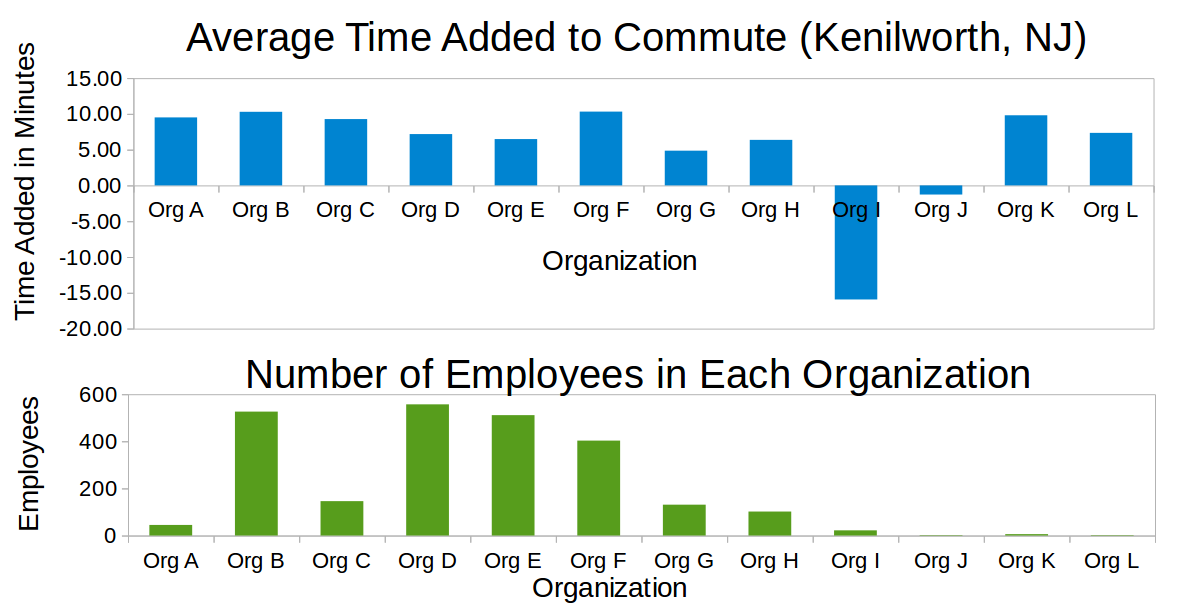 Average Time Added to Commute (Kenilworth, NJ)
Time Added in Minutes
15.00
10.00
5.00
0.00
-5.00
-10.00
-15.00
-20.00
Org A Org B Org C Org D Org E Org F Org G Org H Org I Org J Org K Org L
Organization
Number of Employees in Each Organization
Employees
600
400
200
0
Org A Org B Org C Org D Org E Org F Org G Org H Org I Org J Org K Org L
Organization